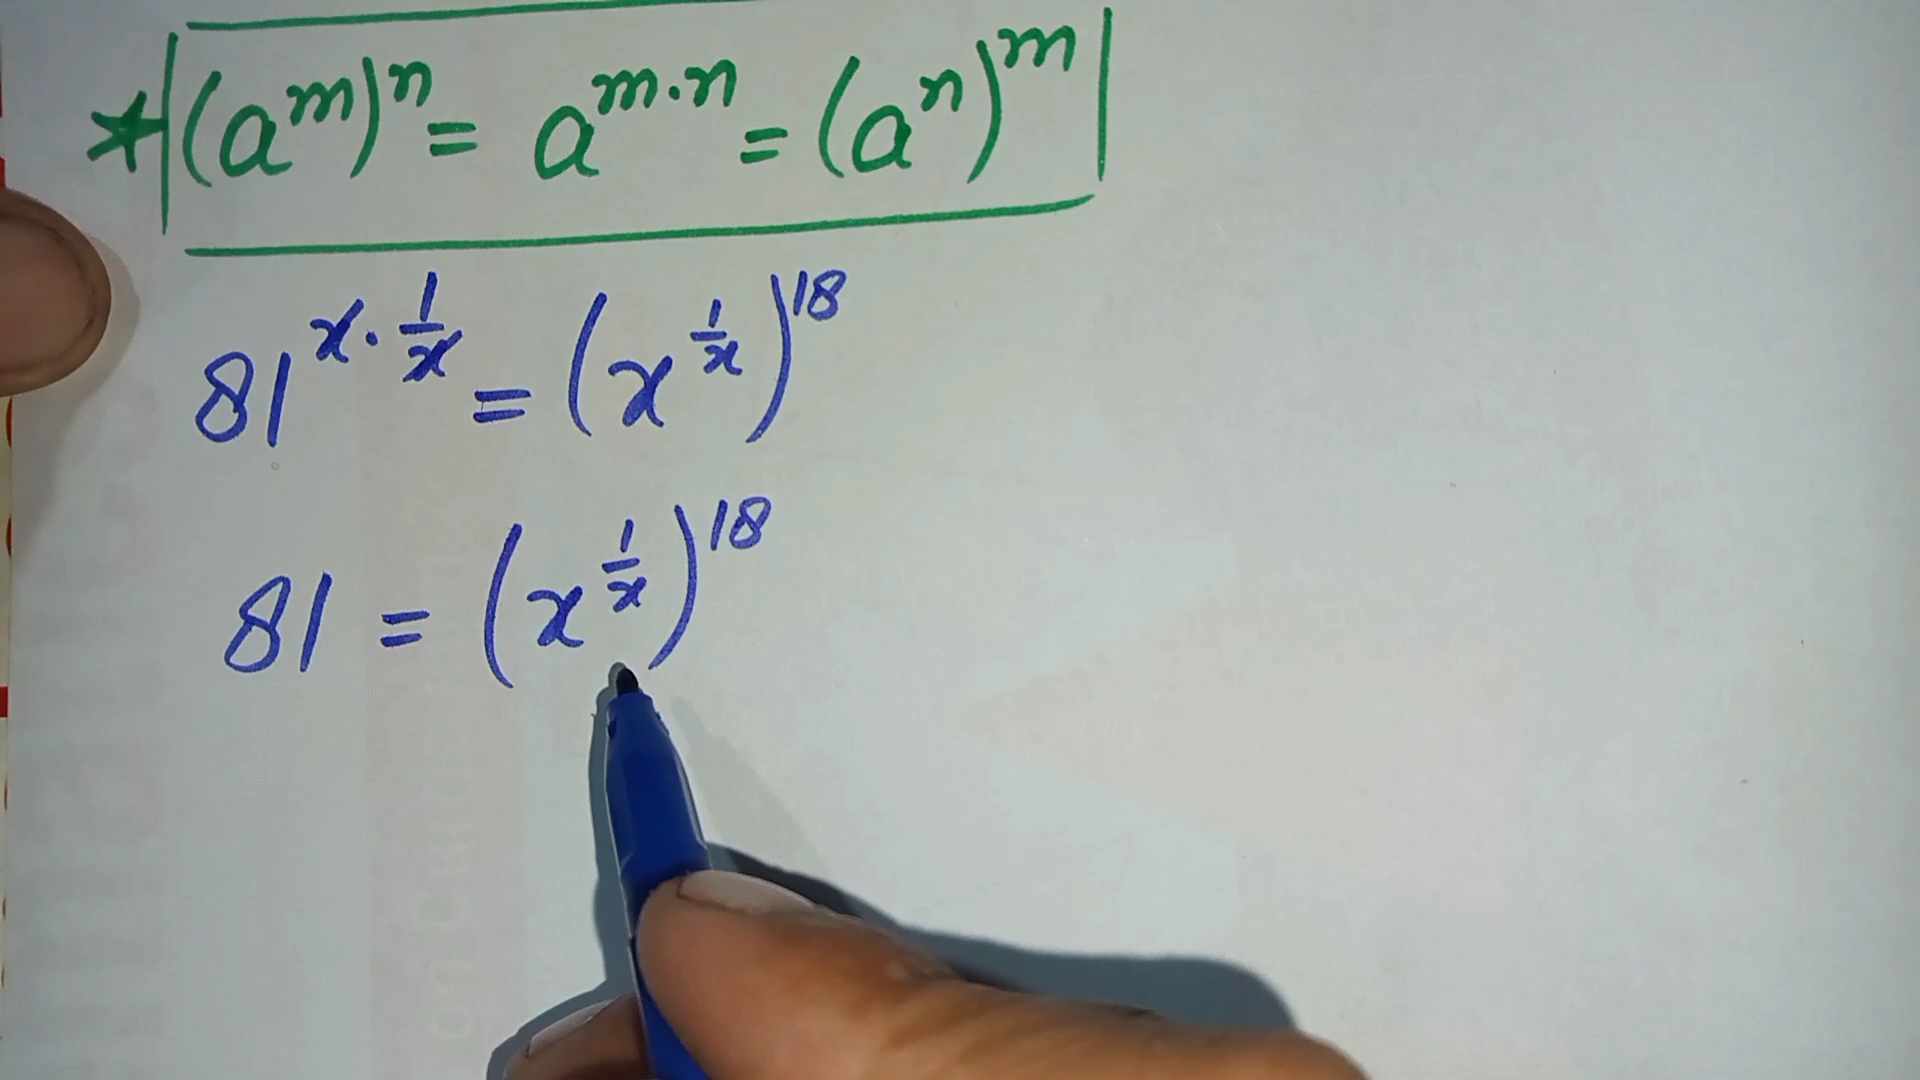 *(a^m)^n = a^{m·n} = (a^n)^m
81^{x·1/x} = (x^{1/x})^{18}
81 = (x^{1/x})^{18}